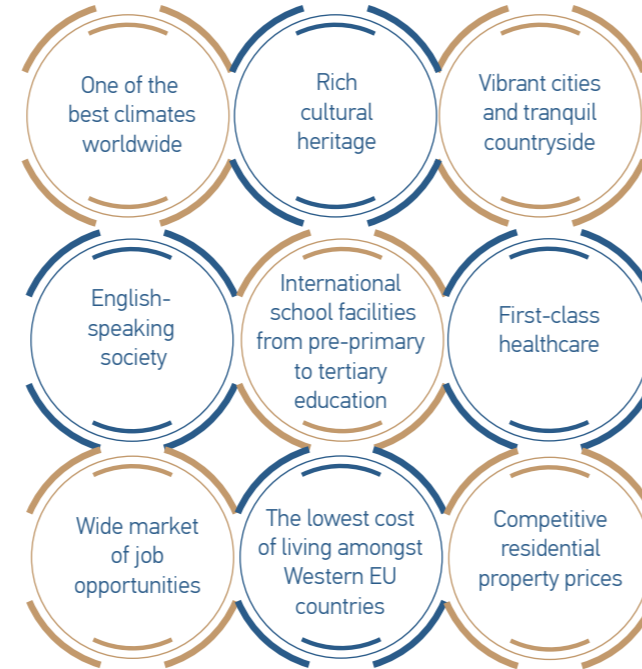 One of the
best climates
worldwide
Rich
cultural
heritage
Vibrant cities
and tranquil
countryside
English-
speaking
society
International
school facilities
from pre-primary
to tertiary
education
First-class
healthcare
Wide market
of job
opportunities
The lowest cost
of living amongst
Western EU
countries
Competitive
residential
property prices